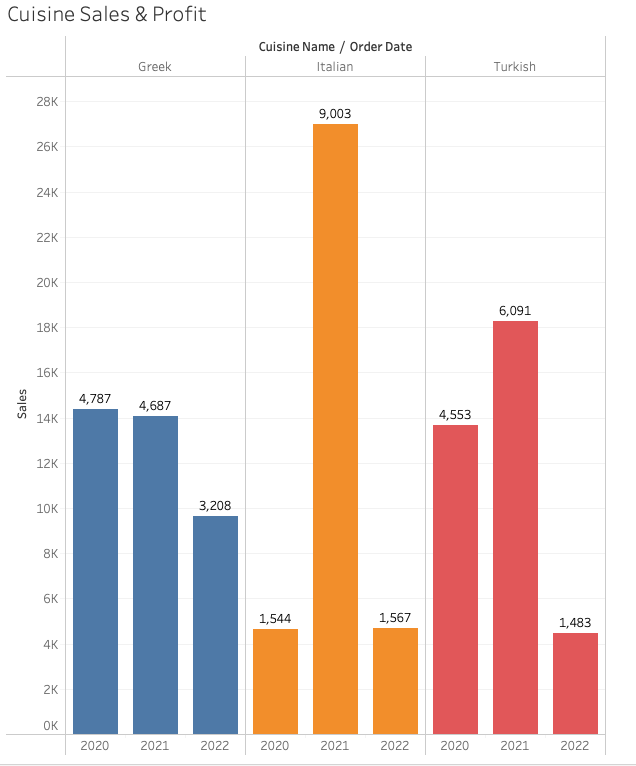 Cuisine Sales & Profit
Cuisine Name / Order Date
Greek Italian Turkish
28K
26K
24K
22K
20K
18K
16K
14K
12K
10K
8K
6K
4K
2K
0K
Sales
9,003
6,091
4,787
4,687
4,553
3,208
1,544
1,567
1,483
2020 2021 2022 2020 2021 2022 2020 2021 2022